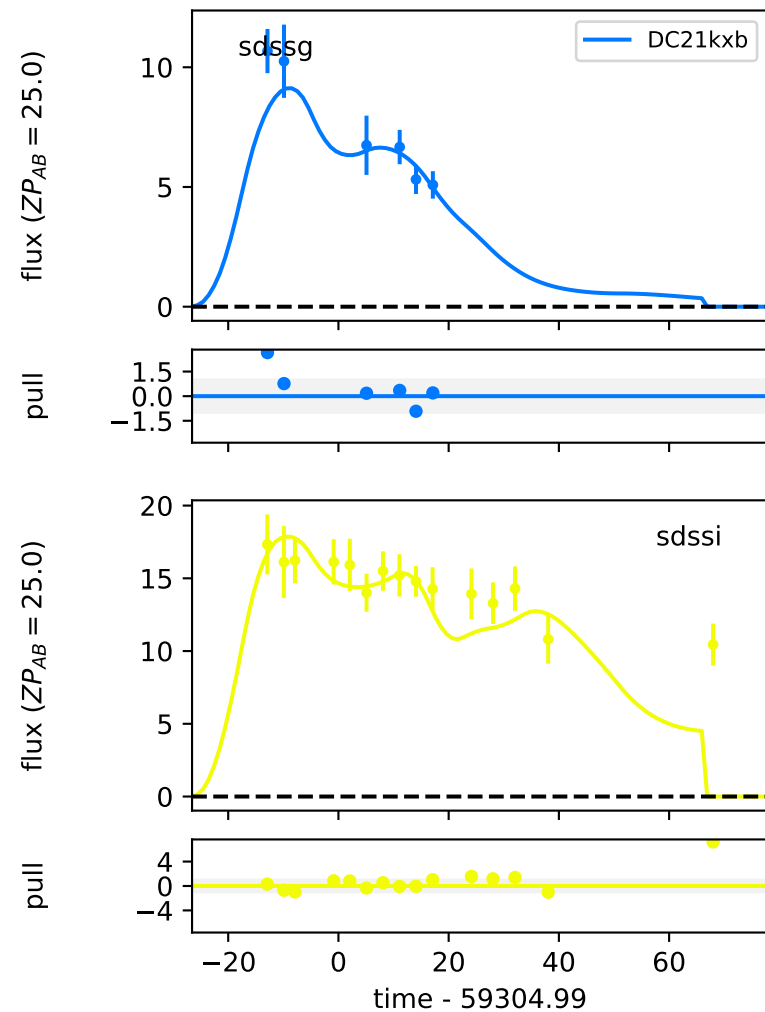 sdssg
DC21kxb
flux (ZP_AB = 25.0)
10
5
0
pull
1.5
0.0
−1.5
sdssi
flux (ZP_AB = 25.0)
20
15
10
5
0
pull
4
0
−4
−20 0 20 40 60
time - 59304.99